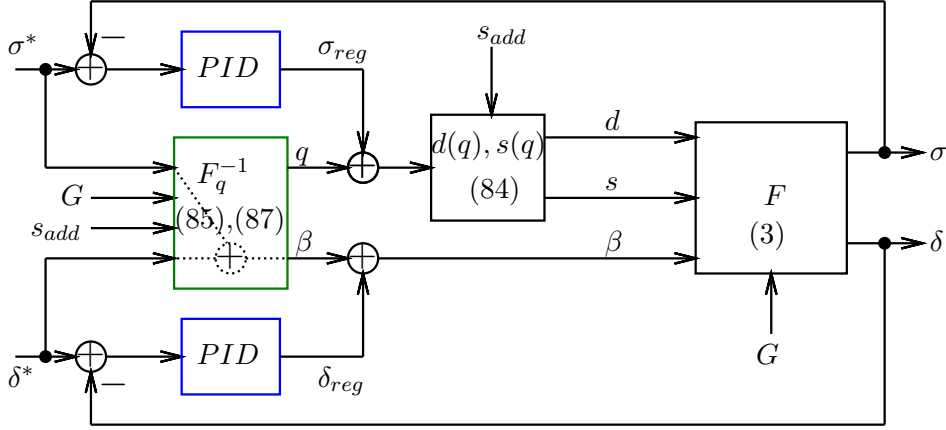 −
σ*
+
PID
σ_reg
s_add
+
d(q), s(q)
(84)
d
s
β
F
(3)
σ
δ
G
F_q^{-1}
(85),(87)
+
q
β
G
s_add
+
+
PID
δ_reg
δ*
−